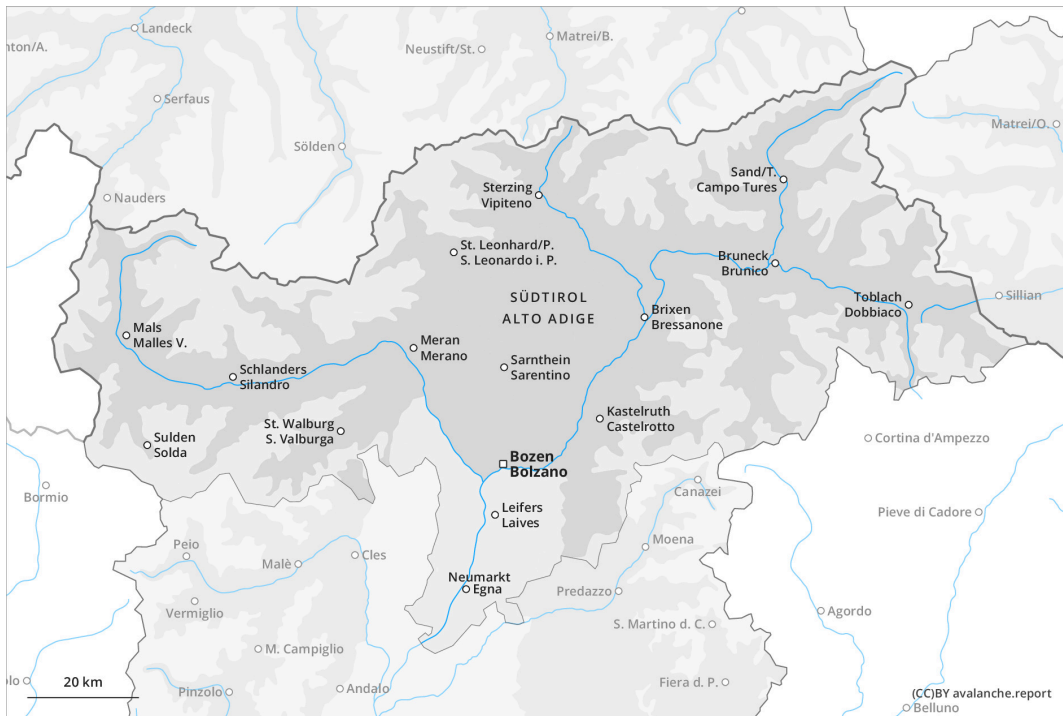 Landeck
nton/A.
Neustift/St.
Matrei/B.
Serfaus
Matrei/O.
Sölden
Nauders
Sterzing
Vipiteno
Sand/T.
Campo Tures
St. Leonhard/P.
S. Leonardo i. P.
Bruneck
Brunico
SÜDTIROL
ALTO ADIGE
Toblach
Dobbiaco
Sillian
Brixen
Bressanone
Mals
Malles V.
Meran
Merano
Sarnthein
Sarentino
Schlanders
Silandro
Kastelruth
Castelrotto
St. Walburg
S. Valburga
Sulden
Solda
Cortina d'Ampezzo
Bozen
Bolzano
Bormio
Canazei
Leifers
Laives
Pieve di Cadore
Moena
Peio
Malè
Cles
Neumarkt
Egna
Predazzo
Vermiglio
Agordo
S. Martino d. C.
M. Campiglio
olo
20 km
Pinzolo
Andalo
Fiera d. P.
(CC)BY avalanche.report
Belluno